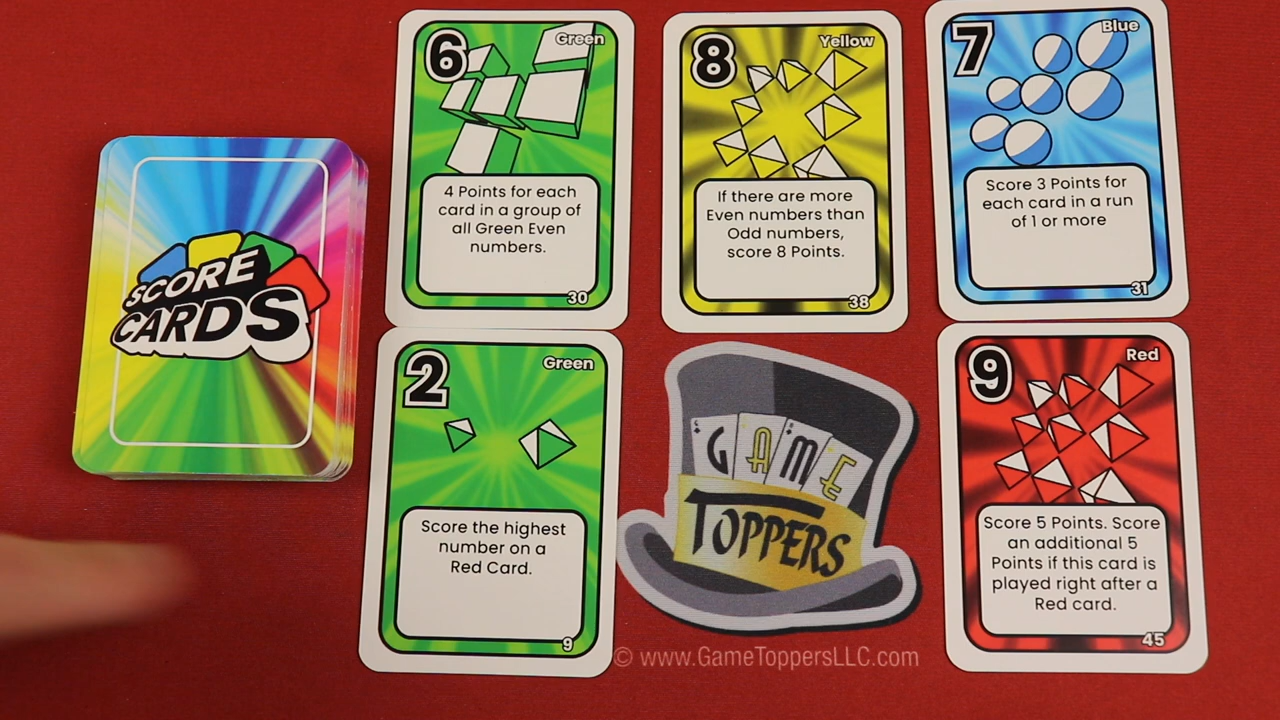 SCORE
CARDS
6
Green
4 Points for each
card in a group of
all Green Even
numbers.
30
8
Yellow
If there are more
Even numbers than
Odd numbers,
score 8 Points.
38
7
Blue
Score 3 Points for
each card in a run
of 1 or more
31
2
Green
Score the highest
number on a
Red Card.
9
GAME
TOPPERS
9
Red
Score 5 Points. Score
an additional 5
Points if this card is
played right after a
Red card.
45
© www.GameToppersLLC.com